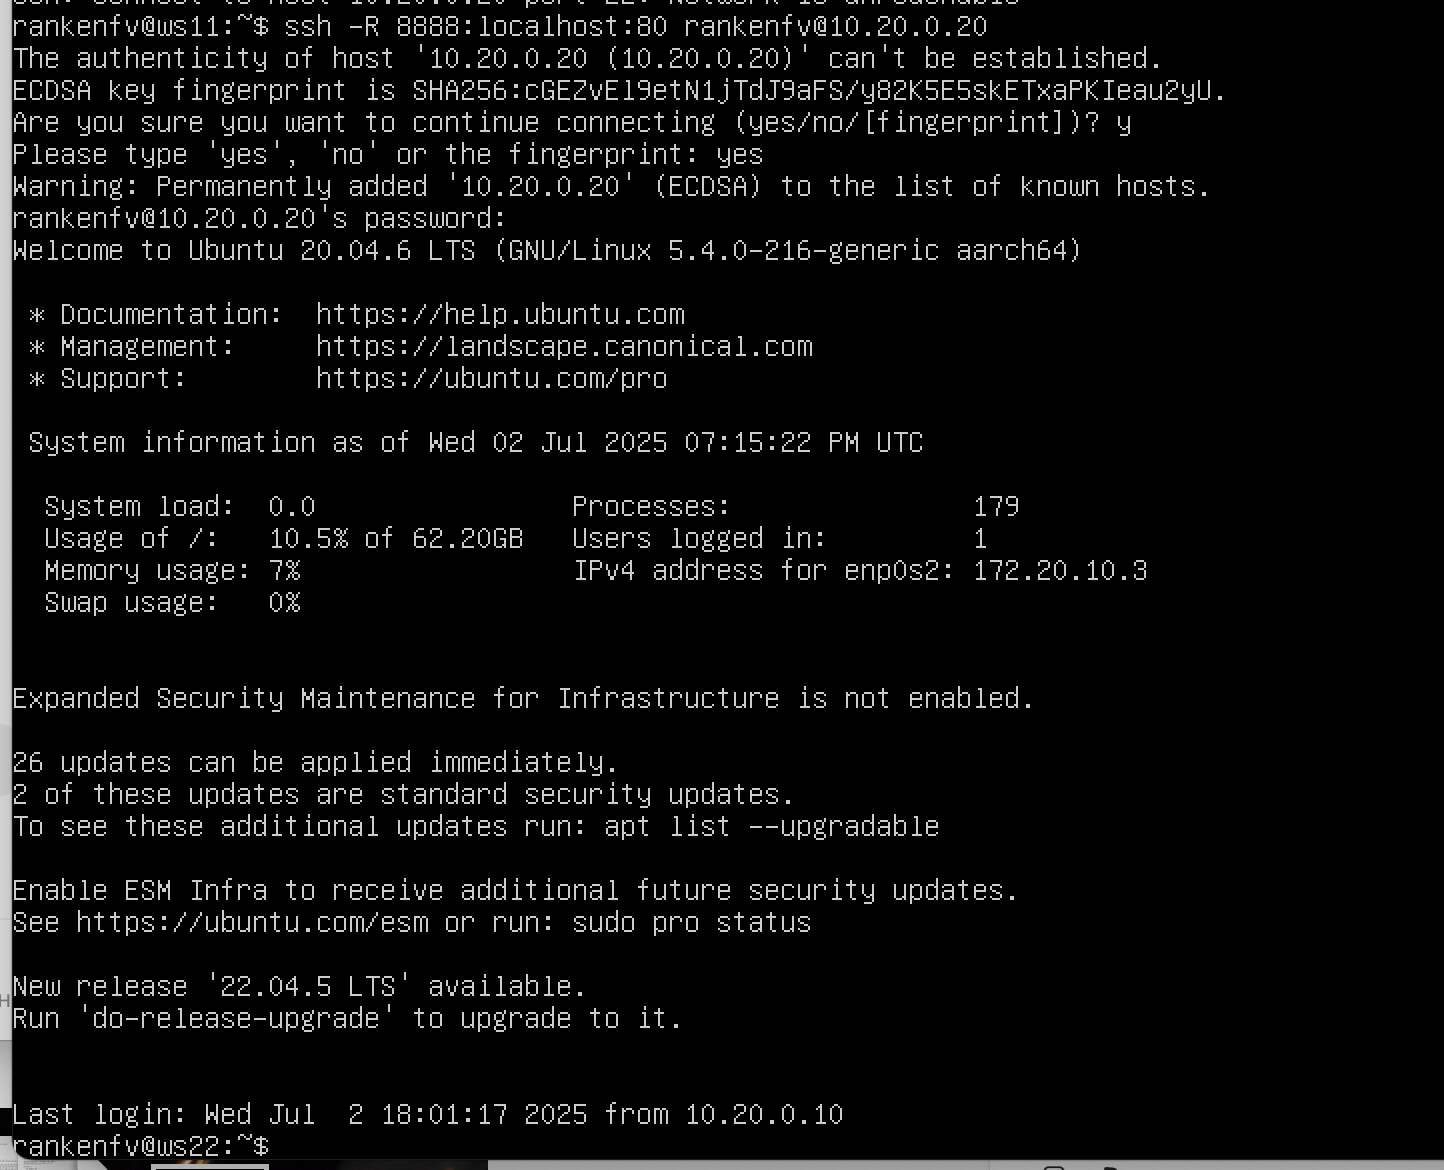 rankenfv@ws11:~$ ssh -R 8888:localhost:80 rankenfv@10.20.0.20
The authenticity of host '10.20.0.20 (10.20.0.20)' can't be established.
ECDSA key fingerprint is SHA256:cGEZvEl9etN1jTdJ9aFS/y82K5E5skETxaPKIeau2yU.
Are you sure you want to continue connecting (yes/no/[fingerprint])? y
Please type 'yes', 'no' or the fingerprint: yes
Warning: Permanently added '10.20.0.20' (ECDSA) to the list of known hosts.
rankenfv@10.20.0.20's password:
Welcome to Ubuntu 20.04.6 LTS (GNU/Linux 5.4.0-216-generic aarch64)
* Documentation: https://help.ubuntu.com
* Management: https://landscape.canonical.com
* Support: https://ubuntu.com/pro
System information as of Wed 02 Jul 2025 07:15:22 PM UTC
System load: 0.0 Processes: 179
Usage of /: 10.5% of 62.20GB Users logged in: 1
Memory usage: 7% IPv4 address for enp0s2: 172.20.10.3
Swap usage: 0%
Expanded Security Maintenance for Infrastructure is not enabled.
26 updates can be applied immediately.
2 of these updates are standard security updates.
To see these additional updates run: apt list --upgradable
Enable ESM Infra to receive additional future security updates.
See https://ubuntu.com/esm or run: sudo pro status
New release '22.04.5 LTS' available.
Run 'do-release-upgrade' to upgrade to it.
Last login: Wed Jul  2 18:01:17 2025 from 10.20.0.10
rankenfv@ws22:~$